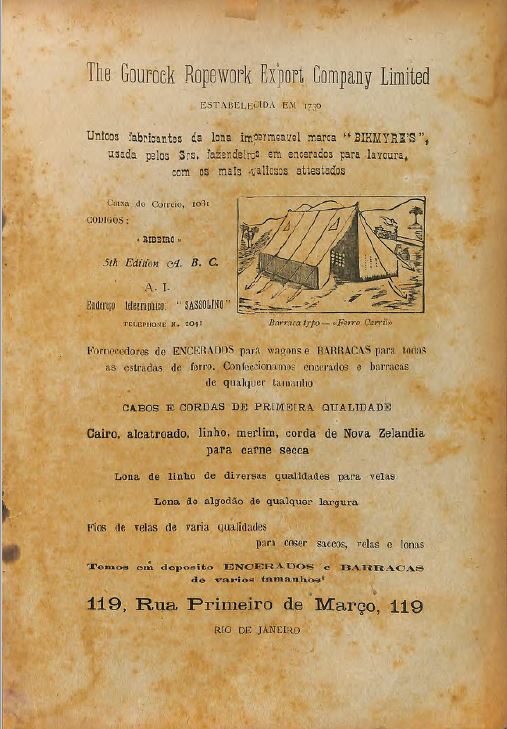 The Gourock Ropework Export Company Limited
ESTABELECIDA EM
Unicos fabricantes da lona impermeavel marca "BIRKMYRE'S",
usada pelos Srs. fazendeiros em encerados para lavoura,
com os mais valiosos attestados
Caixa do Correio, 1081
CODIGOS:
«RIBEIRO»
5th Edition A. B. C.
A. I.
Endereço telegraphico: "SASSOLINO"
TELEPHONE N. 2041
Barraca typo — «Ferro Carril»
Fornecedores de ENCERADOS para wagons e BARRACAS para todas
as estradas de ferro. Confeccionamos encerados e barracas
de qualquer tamanho
CABOS E CORDAS DE PRIMEIRA QUALIDADE
Cairo, alcatroado, linho, merlim, corda de Nova Zelandia
para carne secca
Lona de linho de diversas qualidades para velas
Lona de algodão de qualquer largura
Fios de velas de varia qualidades
para coser saccos, velas e lonas
Temos em deposito ENCERADOS e BARRACAS
de varios tamanhos
119, Rua Primeiro de Março, 119
RIO DE JANEIRO